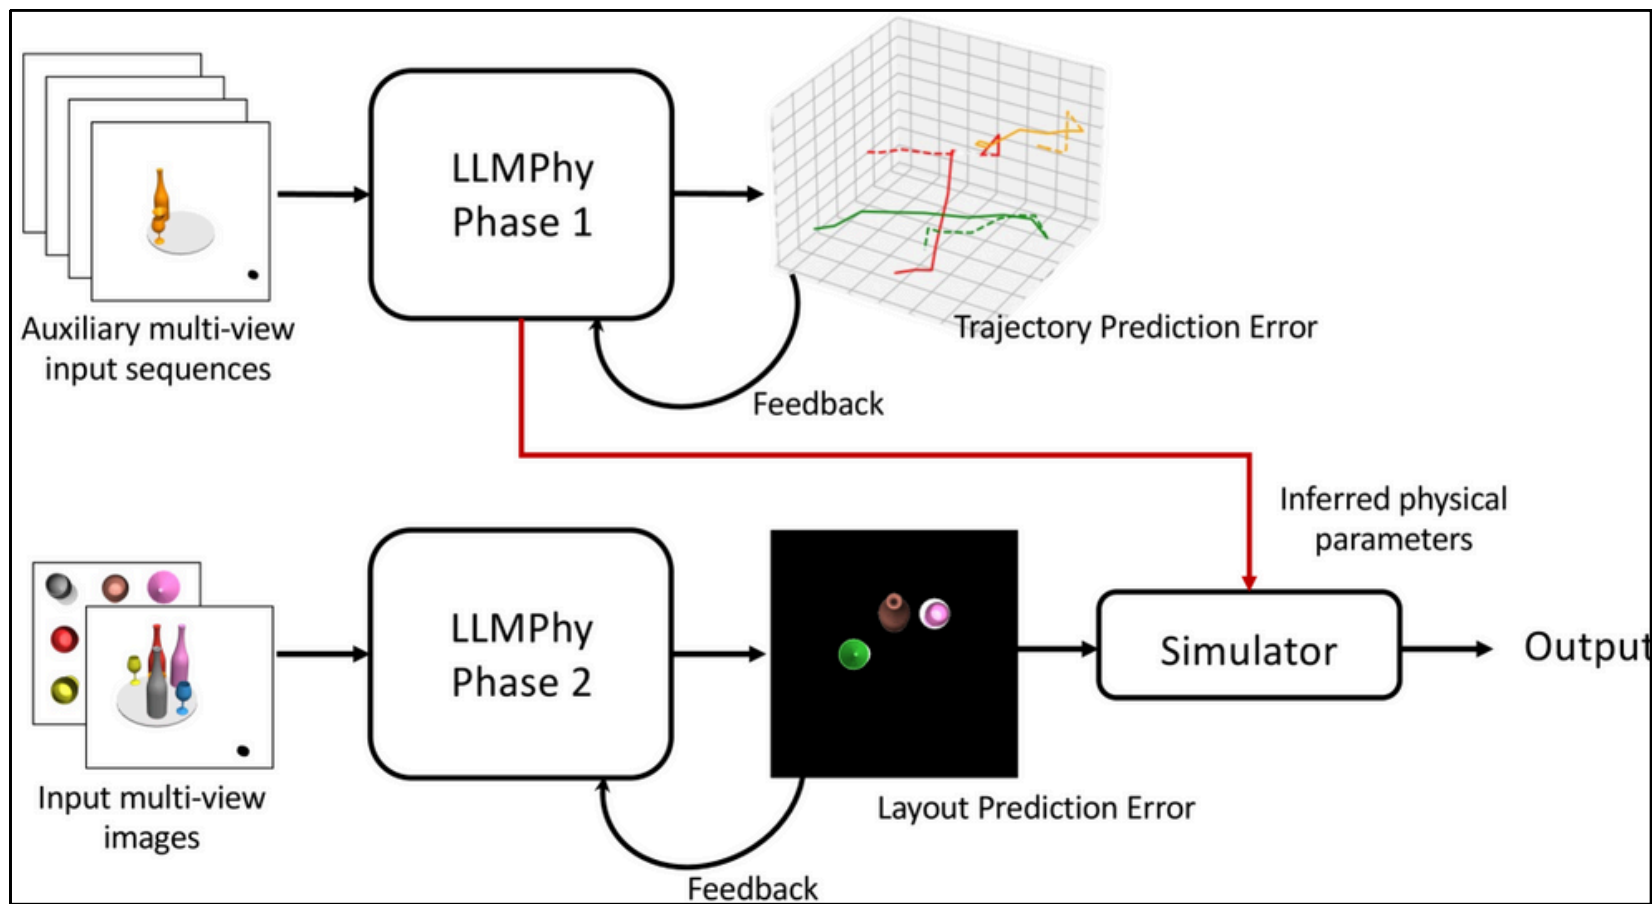 LLMPhy
Phase 1
Auxiliary multi-view
input sequences
Trajectory Prediction Error
Feedback
Inferred physical
parameters
LLMPhy
Phase 2
Simulator
Output
Input multi-view
images
Layout Prediction Error
Feedback